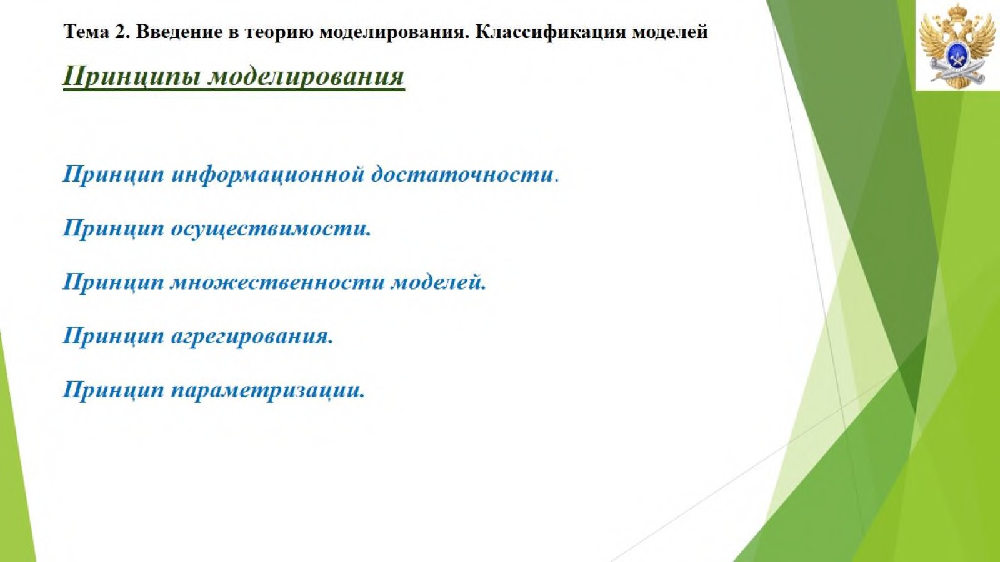 Тема 2. Введение в теорию моделирования. Классификация моделей
Принципы моделирования
Принцип информационной достаточности.
Принцип осуществимости.
Принцип множественности моделей.
Принцип агрегирования.
Принцип параметризации.